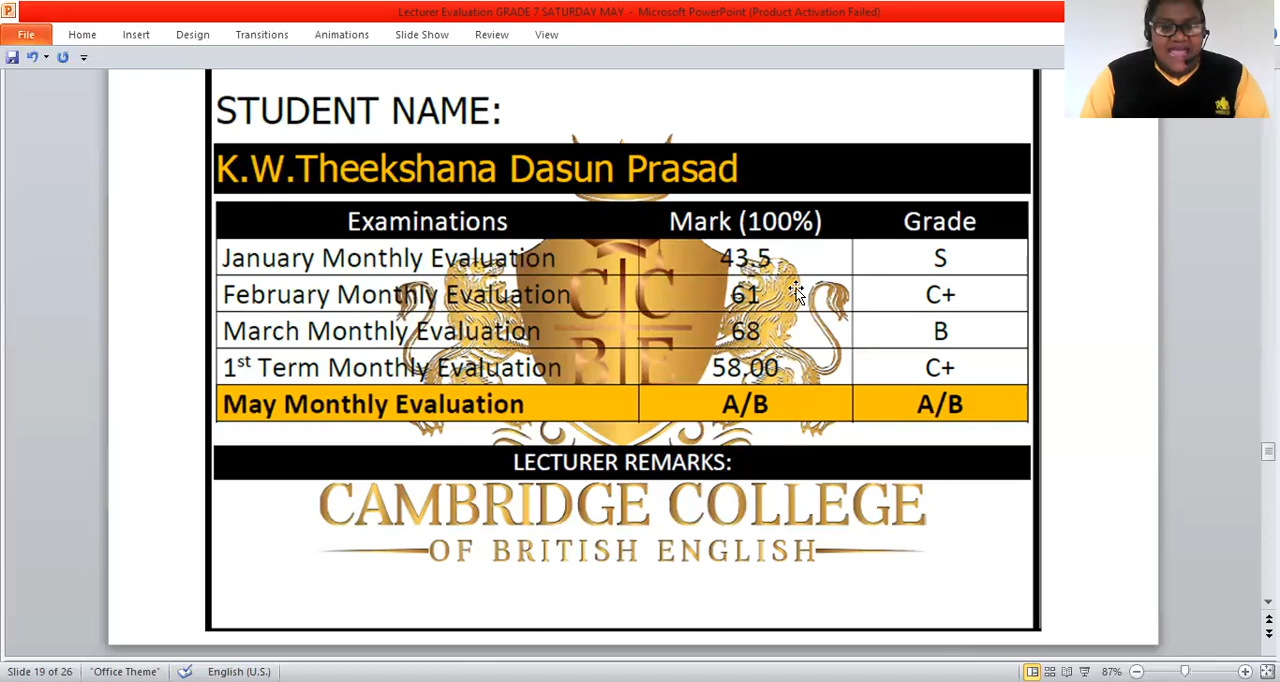 Lecturer Evaluation GRADE 7 SATURDAY MAY - Microsoft PowerPoint (Product Activation Failed)
File Home Insert Design Transitions Animations Slide Show Review View
STUDENT NAME:
K.W.Theekshana Dasun Prasad
Examinations Mark (100%) Grade
January Monthly Evaluation 43.5 S
February Monthly Evaluation 61 C+
March Monthly Evaluation 68 B
1st Term Monthly Evaluation 58.00 C+
May Monthly Evaluation A/B A/B
C C
B E
LECTURER REMARKS:
CAMBRIDGE COLLEGE
OF BRITISH ENGLISH
Slide 19 of 26 "Office Theme" English (U.S.) 87%